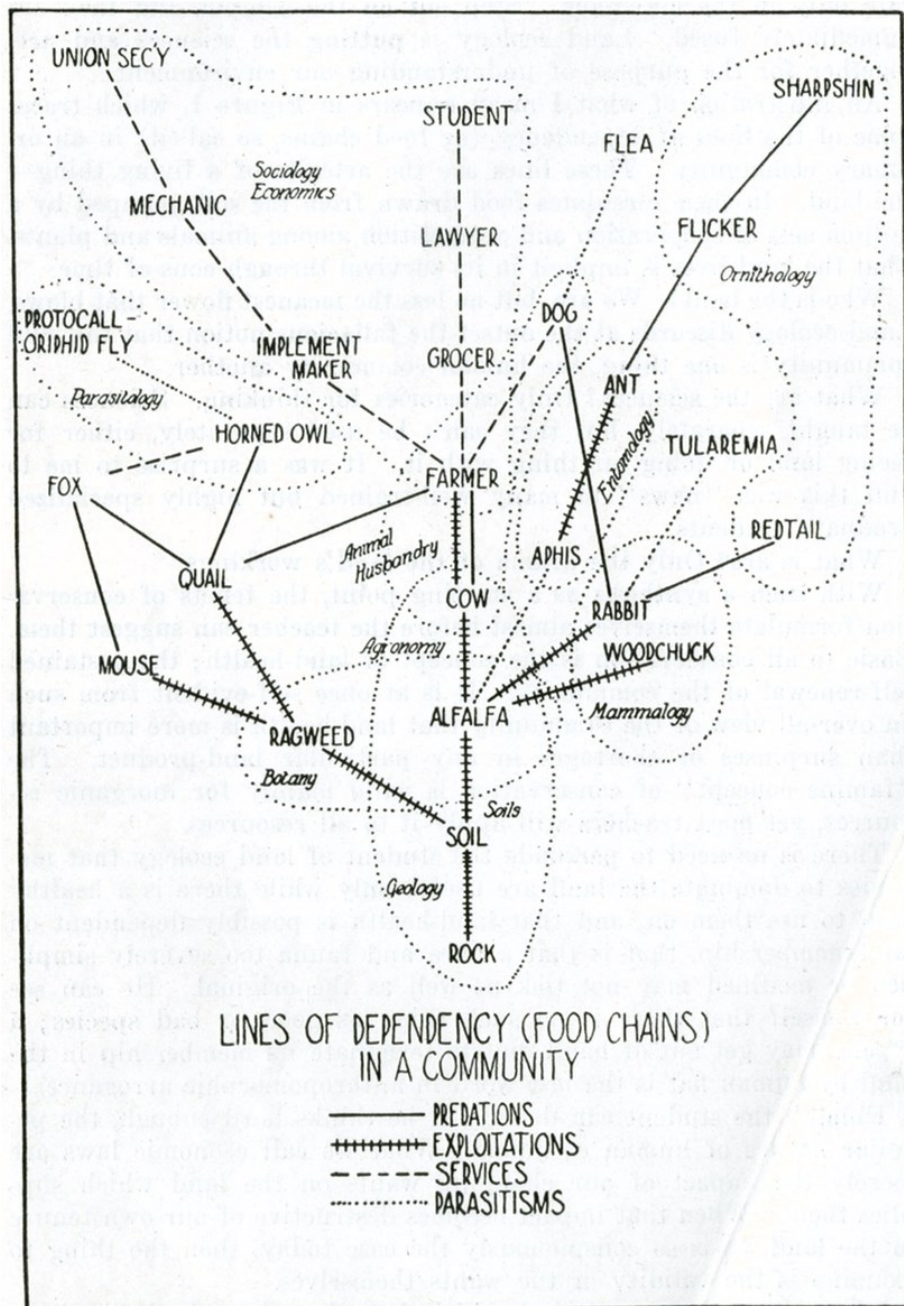 UNION SECY
SHARPSHIN
STUDENT
FLEA
Sociology
Economics
MECHANIC
FLICKER
LAWYER
Ornithology
DOG
PROTOCALL-
ORIPHID FLY
IMPLEMENT
MAKER
GROCER
ANT
Parasitology
HORNED OWL
Entomology
TULAREMIA
FARMER
FOX
REDTAIL
Animal
Husbandry
APHIS
QUAIL
COW
RABBIT
Agronomy
WOODCHUCK
MOUSE
ALFALFA
Mammalogy
RAGWEED
Botany
Soils
SOIL
Geology
ROCK
LINES OF DEPENDENCY (FOOD CHAINS)
IN A COMMUNITY
PREDATIONS
EXPLOITATIONS
SERVICES
PARASITISMS